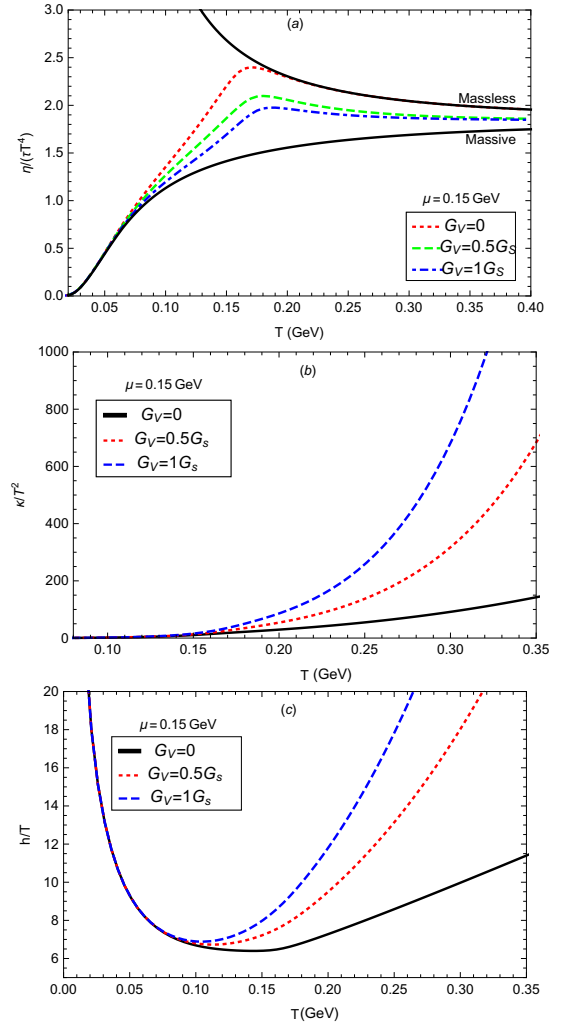 (a)
3.0
2.5
2.0
1.5
1.0
0.5
0.0
η/(τT⁴)
Massless
Massive
μ = 0.15 GeV
G_V=0
G_V=0.5G_S
G_V=1G_S
0.05 0.10 0.15 0.20 0.25 0.30 0.35 0.40
T (GeV)
(b)
1000
800
600
400
200
0
κ/T²
μ = 0.15 GeV
G_V=0
G_V=0.5G_s
G_V=1G_s
0.10 0.15 0.20 0.25 0.30 0.35
T (GeV)
(c)
20
18
16
14
12
10
8
6
h/T
μ = 0.15 GeV
G_V=0
G_V=0.5G_s
G_V=1G_s
0.00 0.05 0.10 0.15 0.20 0.25 0.30 0.35
T(GeV)